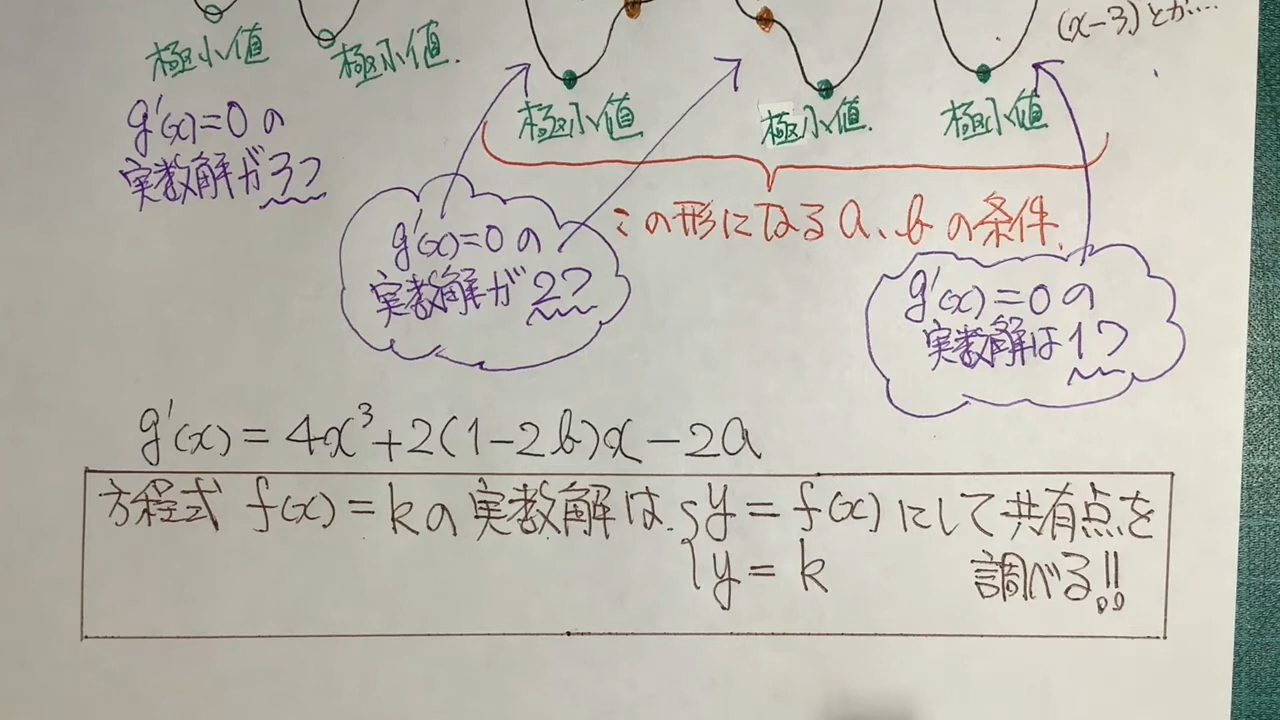 (x-3)とか....
極小値
極小値.
極小値
極小値.
極小値
g'(x)=0の
実数解が3つ
g'(x)=0の
実数解が2つ
この形になるa、bの条件.
g'(x)=0の
実数解は1つ
g'(x)=4x³+2(1-2b)x-2a
方程式 f(x)=kの実数解は、{y=f(x)にして共有点を
y=k 調べる!!